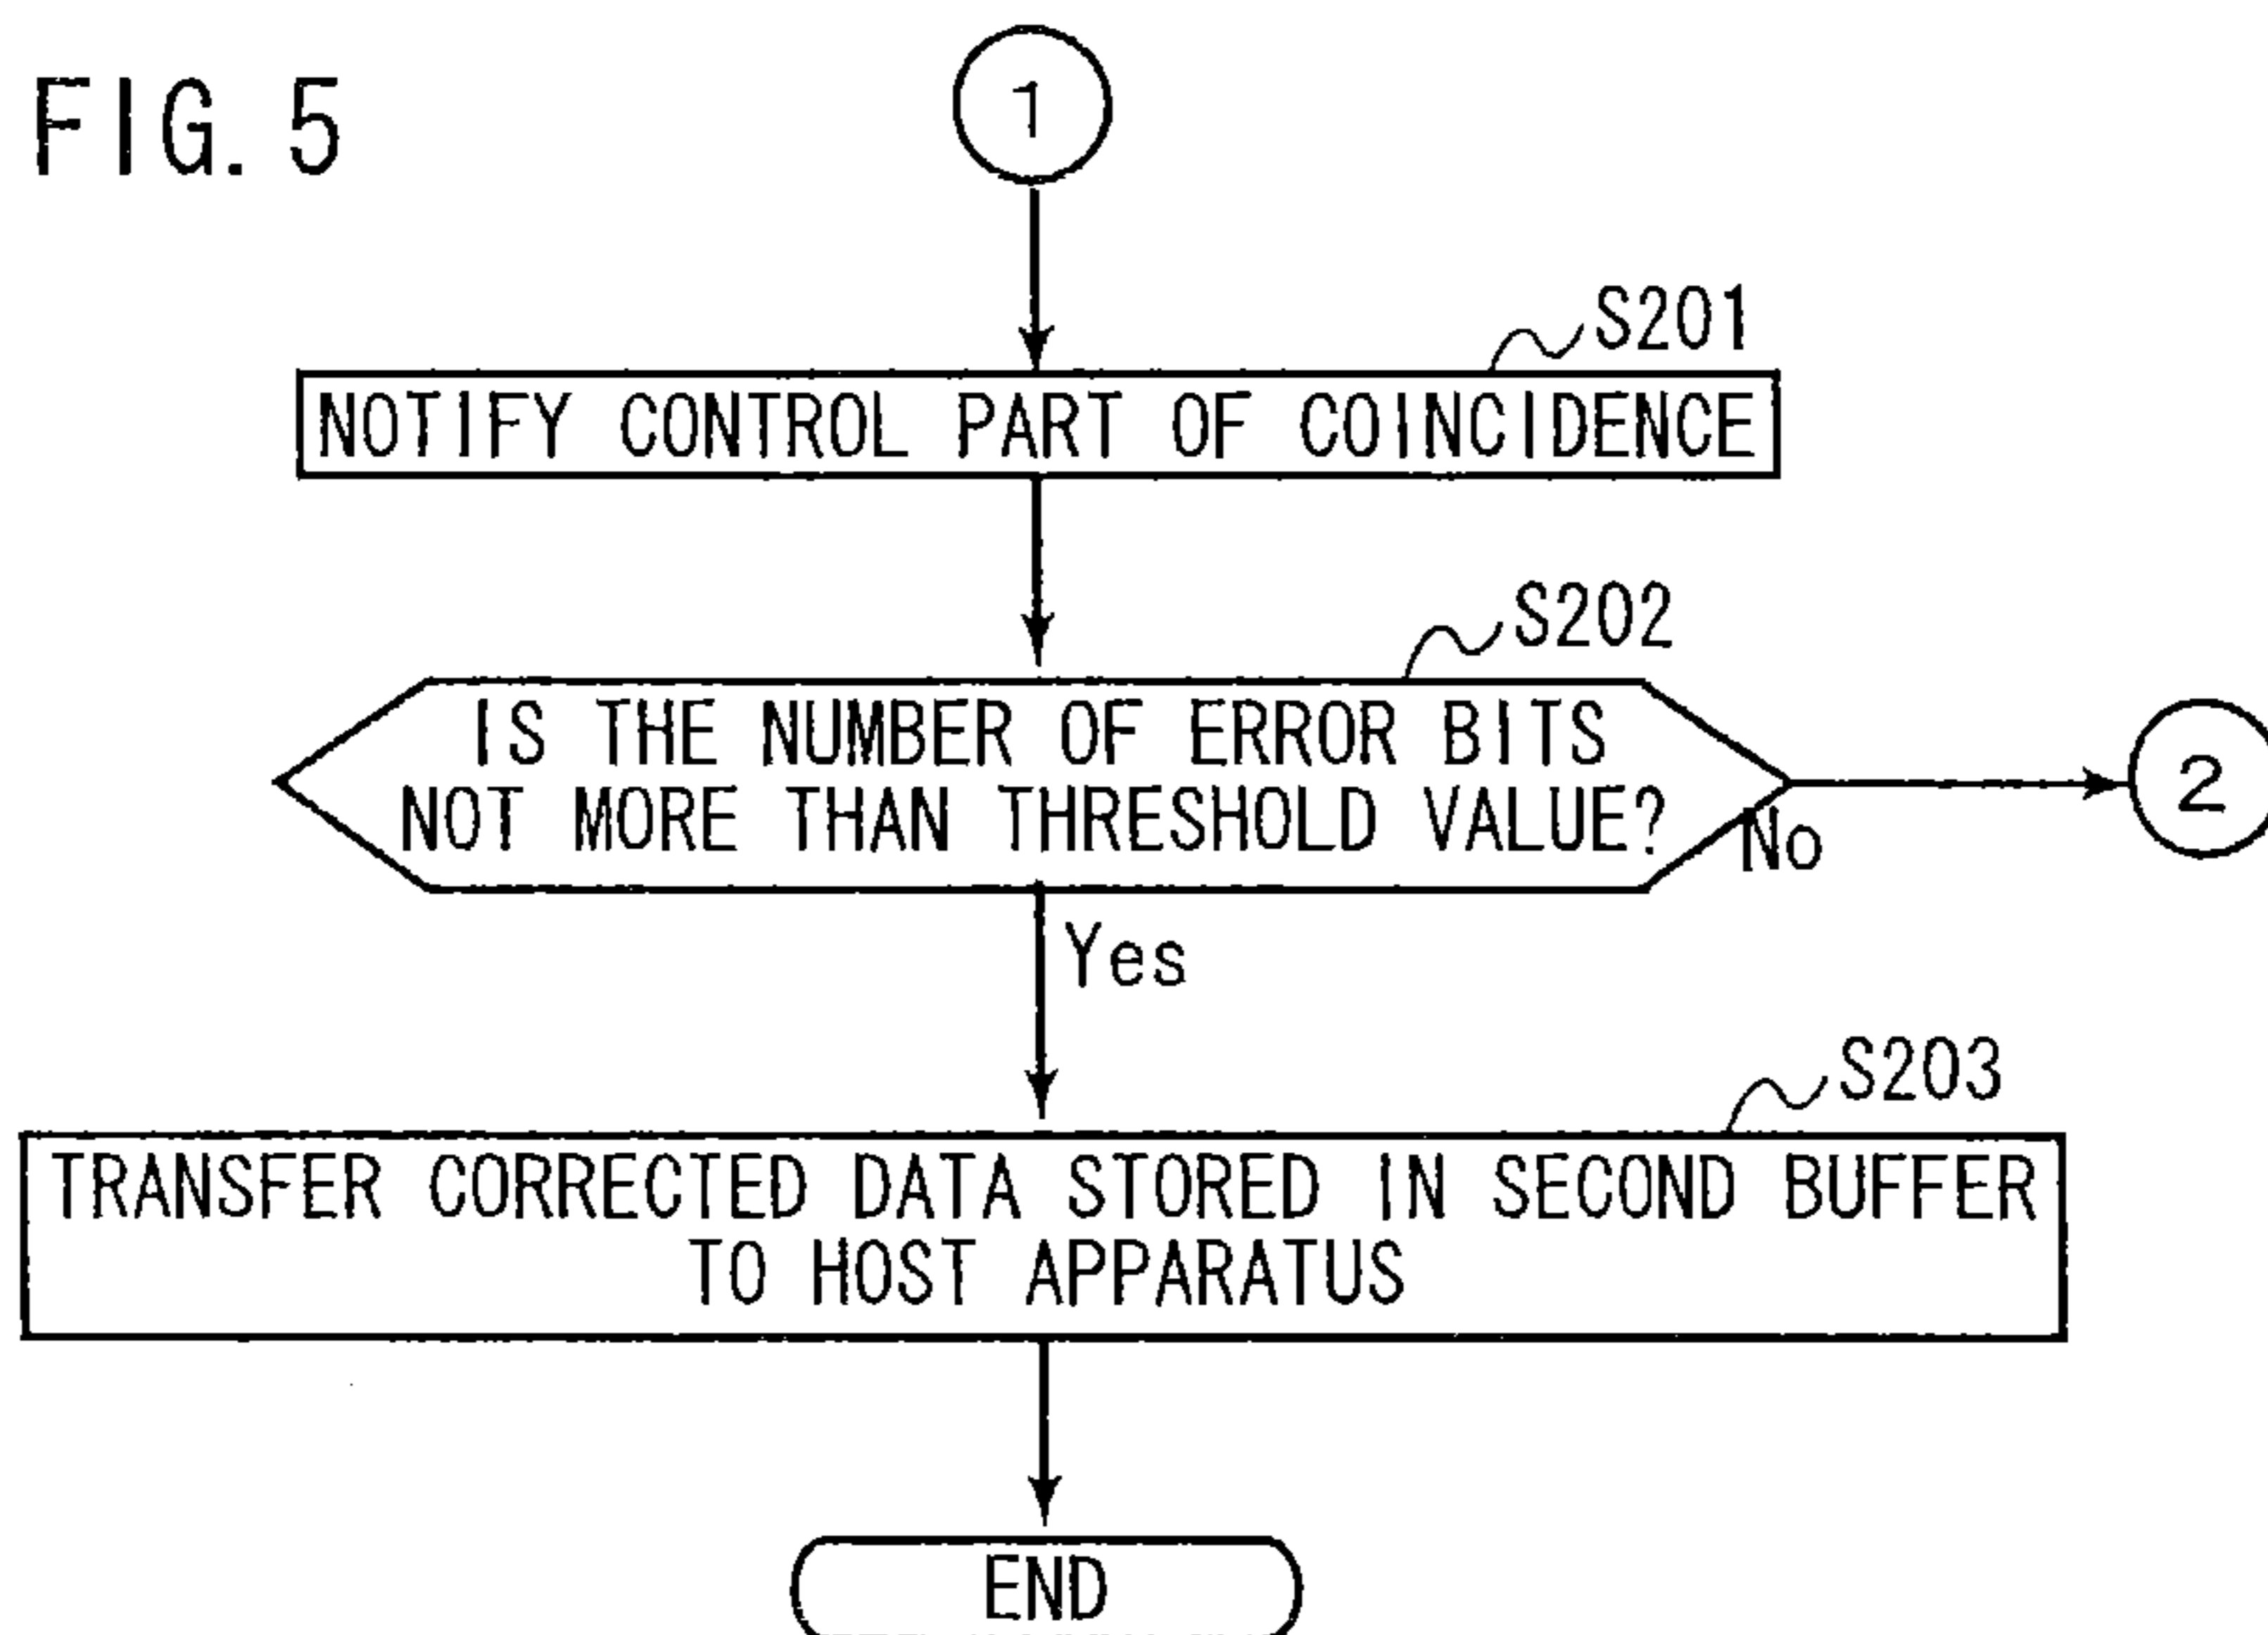 FIG. 5
1
S201
NOTIFY CONTROL PART OF COINCIDENCE
S202
IS THE NUMBER OF ERROR BITS
NOT MORE THAN THRESHOLD VALUE?
No
2
Yes
S203
TRANSFER CORRECTED DATA STORED IN SECOND BUFFER
TO HOST APPARATUS
END